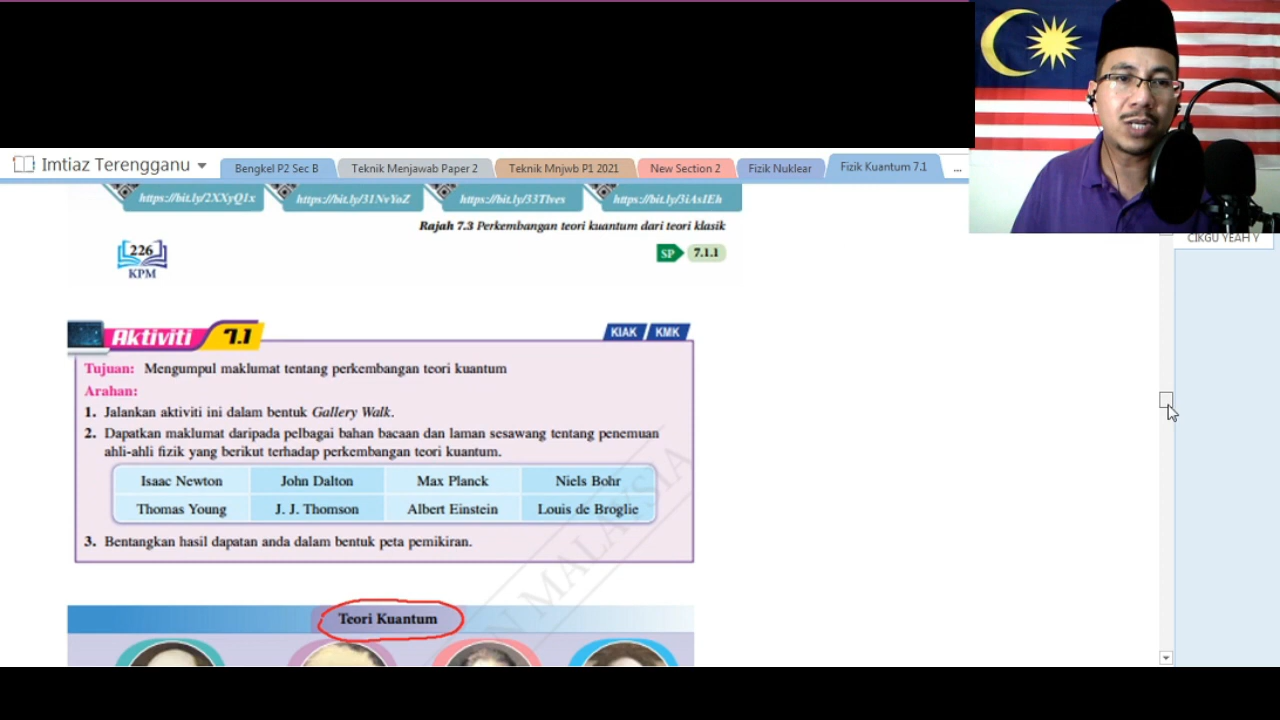 Imtiaz Terengganu
Bengkel P2 Sec B
Teknik Menjawab Paper 2
Teknik Mnjwb P1 2021
New Section 2
Fizik Nuklear
Fizik Kuantum 7.1
...
CIKGU YEAH Y
https://bit.ly/2XXyQ1x
https://bit.ly/31NvYoZ
https://bit.ly/33TIves
https://bit.ly/3iAsIEh
Rajah 7.3 Perkembangan teori kuantum dari teori klasik
226
KPM
SP 7.1.1
Aktiviti 7.1
KIAK KMK
Tujuan: Mengumpul maklumat tentang perkembangan teori kuantum
Arahan:
1. Jalankan aktiviti ini dalam bentuk Gallery Walk.
2. Dapatkan maklumat daripada pelbagai bahan bacaan dan laman sesawang tentang penemuan
ahli-ahli fizik yang berikut terhadap perkembangan teori kuantum.
Isaac Newton John Dalton Max Planck Niels Bohr
Thomas Young J. J. Thomson Albert Einstein Louis de Broglie
3. Bentangkan hasil dapatan anda dalam bentuk peta pemikiran.
N MALAYSIA
Teori Kuantum